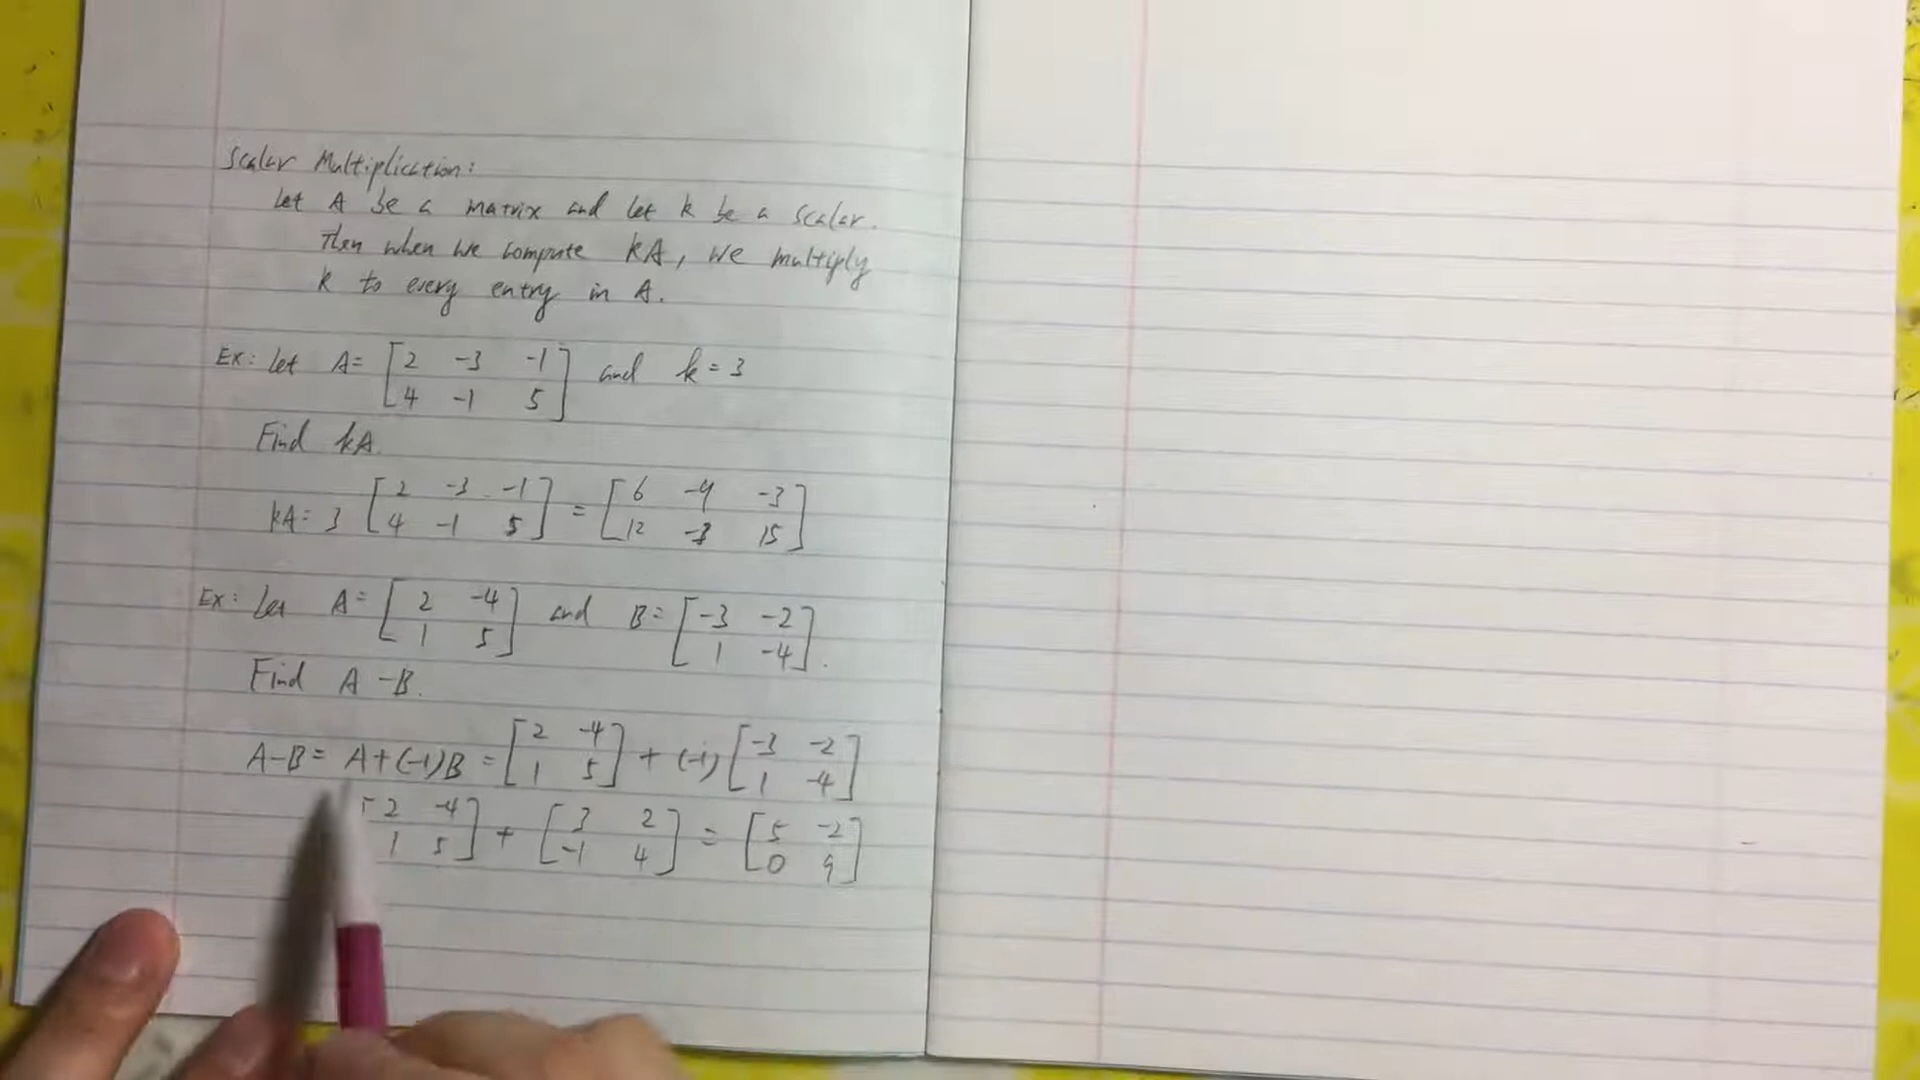 Scalar Multiplication:
Let A be a matrix and let k be a scalar.
Then when we compute kA, we multiply
k to every entry in A.
Ex: Let A = [2 -3 -1] and k = 3
[4 -1 5]
Find kA.
kA = 3 [2 -3 -1] = [6 -9 -3]
[4 -1 5] [12 -3 15]
Ex: Let A = [2 -4] and B = [-3 -2]
[1 5] [1 -4].
Find A - B.
A-B = A+(-1)B = [2 -4] + (-1) [-3 -2]
[1 5] [1 -4]
[2 -4] + [3 2] = [5 -2]
1 5] [-1 4] [0 9]